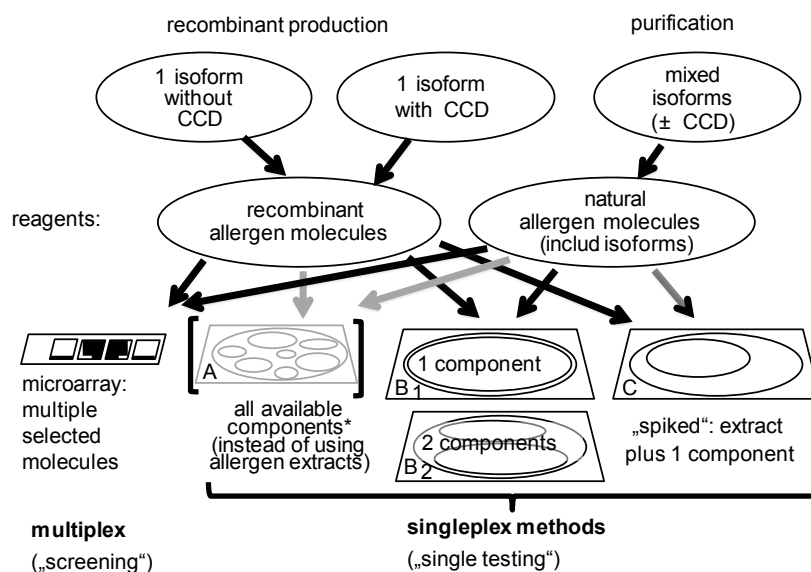 recombinant production
purification
1 isoform
without
CCD
1 isoform
with CCD
mixed
isoforms
(± CCD)
reagents:
recombinant
allergen molecules
natural
allergen molecules
(includ isoforms)
A
1 component
B1
C
microarray:
multiple
selected
molecules
all available
components*
(instead of using
allergen extracts)
2 components
B2
„spiked“: extract
plus 1 component
multiplex
(„screening“)
singleplex methods
(„single testing“)